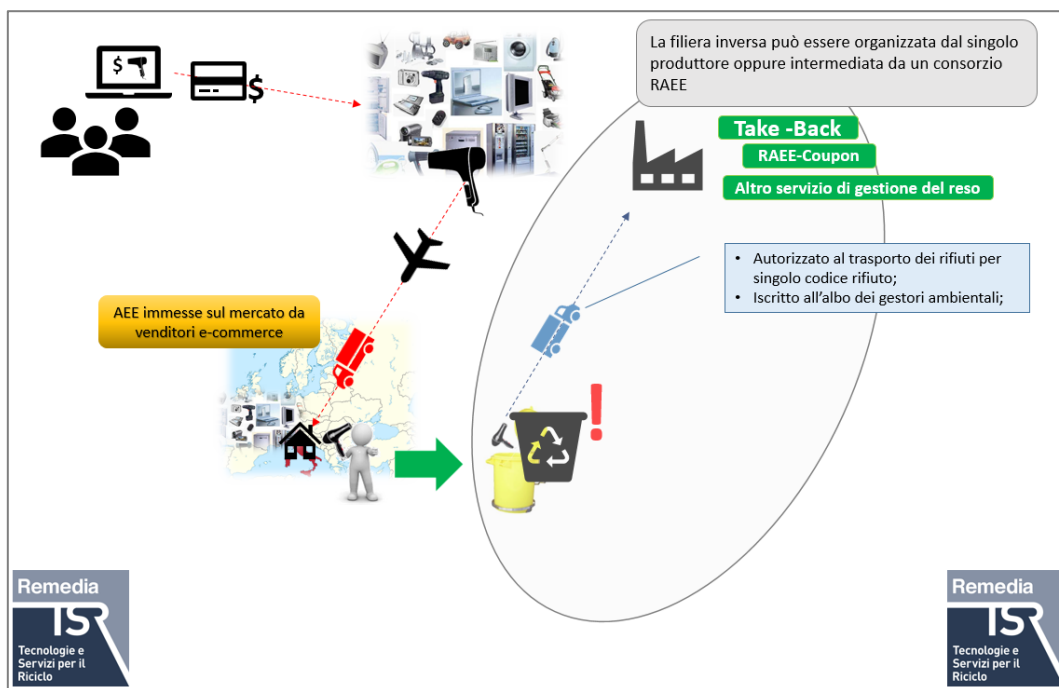 La filiera inversa può essere organizzata dal singolo
produttore oppure intermediata da un consorzio
RAEE
$
$
Take -Back
RAEE-Coupon
Altro servizio di gestione del reso
• Autorizzato al trasporto dei rifiuti per
singolo codice rifiuto;
• Iscritto all’albo dei gestori ambientali;
AEE immesse sul mercato da
venditori e-commerce
!
Remedia
TSR
Tecnologie e
Servizi per il
Riciclo
Remedia
TSR
Tecnologie e
Servizi per il
Riciclo